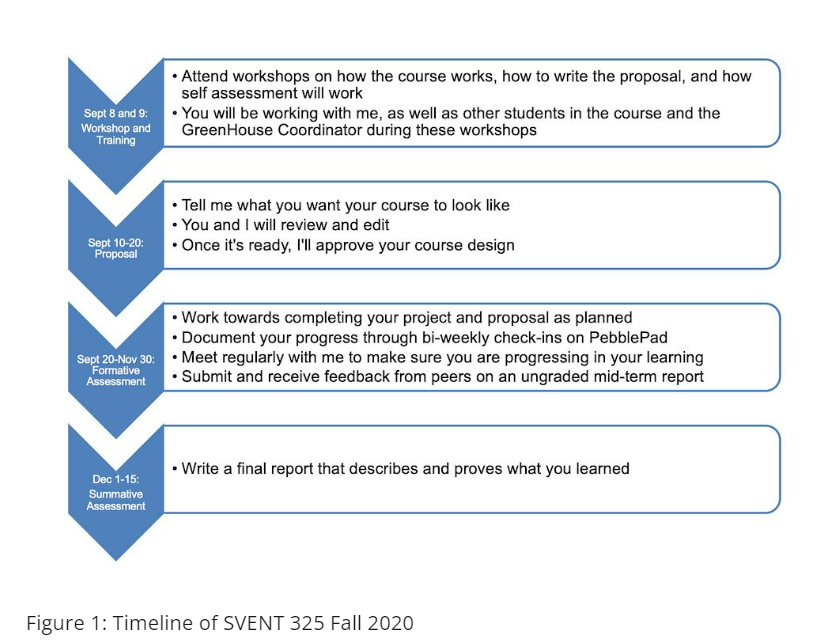 Sept 8 and 9:
Workshop and
Training
• Attend workshops on how the course works, how to write the proposal, and how
self assessment will work
• You will be working with me, as well as other students in the course and the
GreenHouse Coordinator during these workshops
Sept 10-20:
Proposal
• Tell me what you want your course to look like
• You and I will review and edit
• Once it's ready, I'll approve your course design
Sept 20-Nov 30:
Formative
Assessment
• Work towards completing your project and proposal as planned
• Document your progress through bi-weekly check-ins on PebblePad
• Meet regularly with me to make sure you are progressing in your learning
• Submit and receive feedback from peers on an ungraded mid-term report
Dec 1-15:
Summative
Assessment
• Write a final report that describes and proves what you learned
Figure 1: Timeline of SVENT 325 Fall 2020